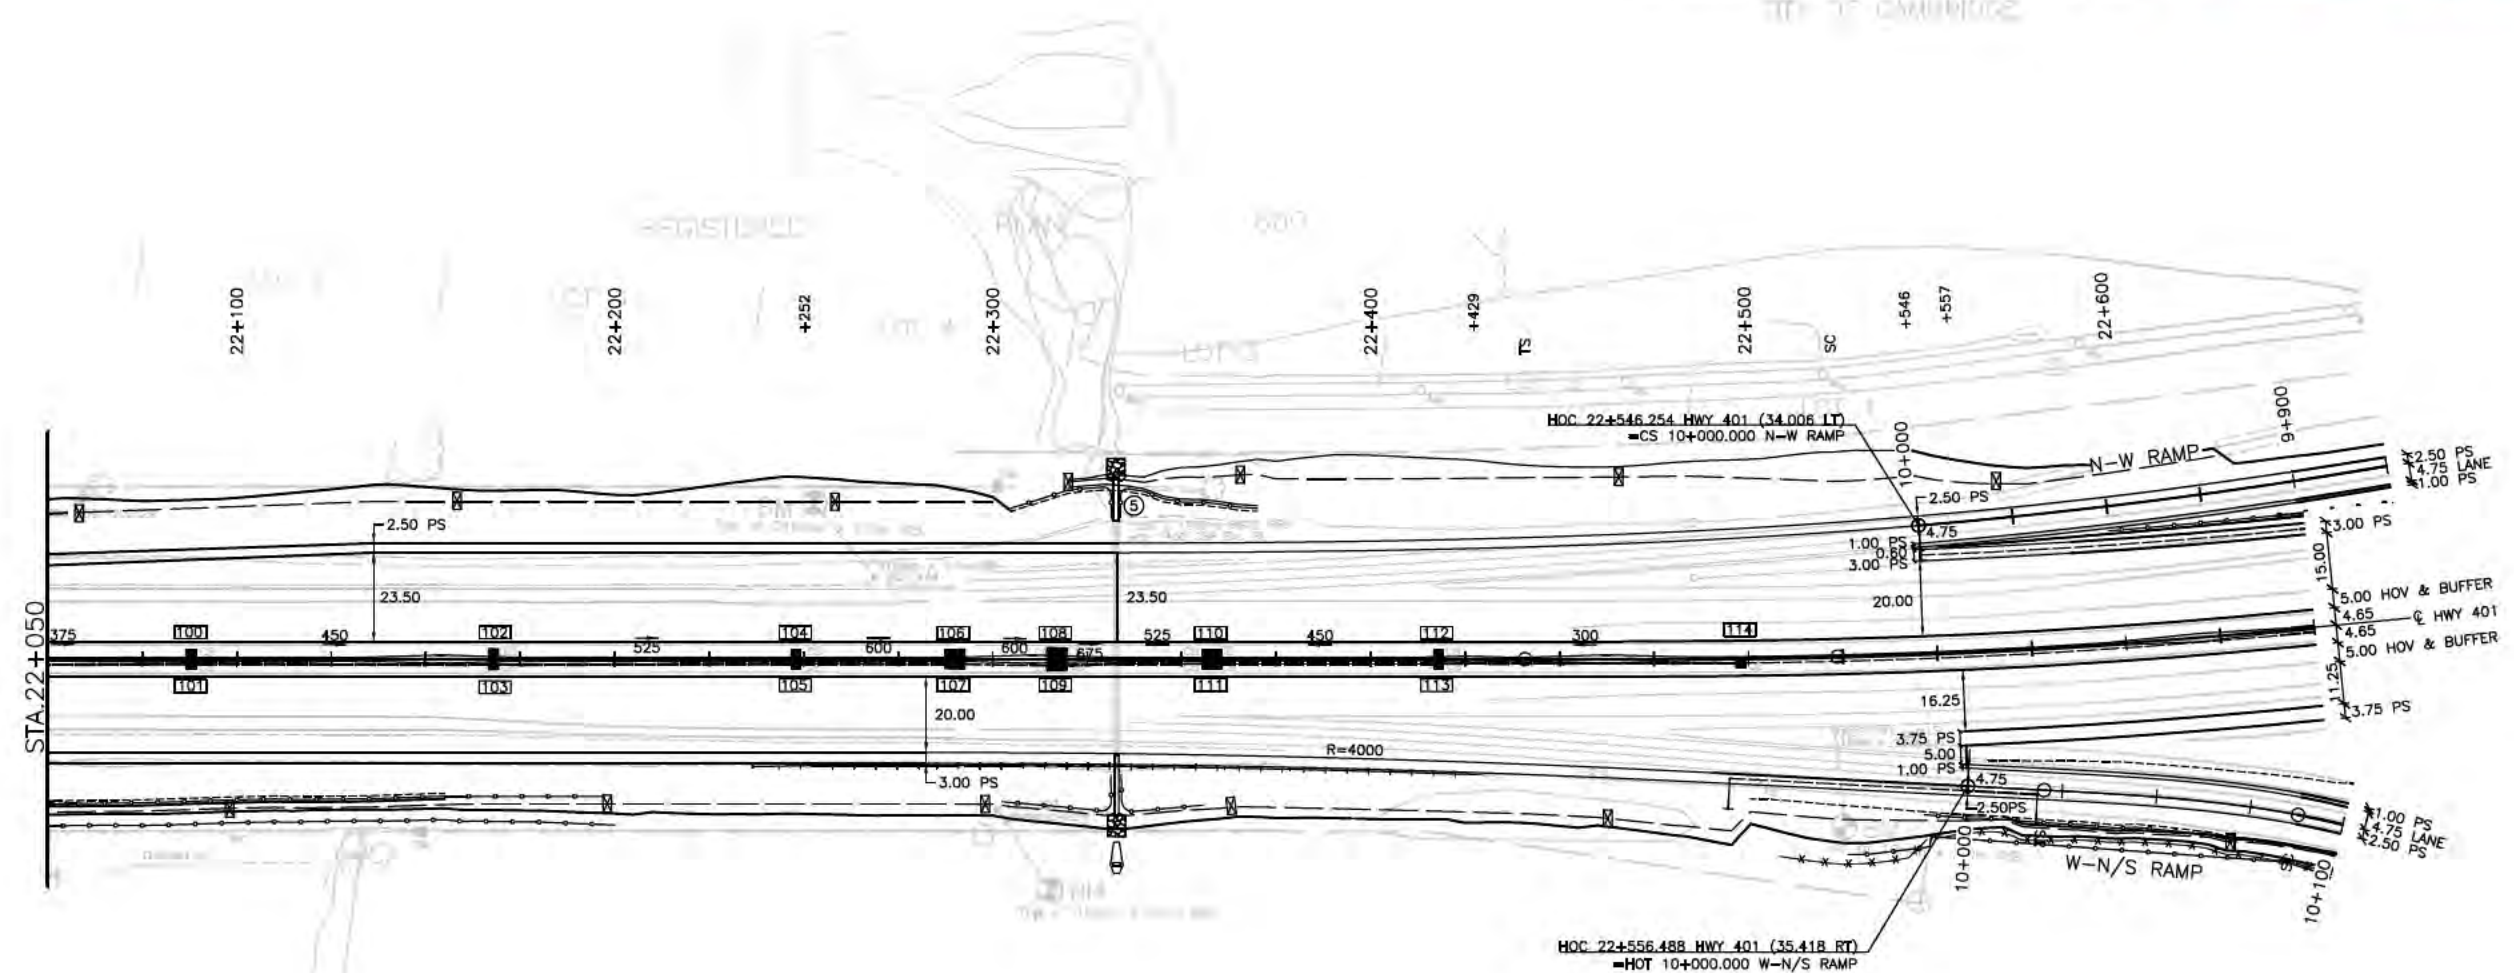 CAMBRIDGE
REGISTERED PLAN 680
22+100
22+200
+252
22+300
22+400
+429
TS
22+500
SC
+546
+557
22+600
9+900
HOC 22+546.254 HWY 401 (34.006 LT)
=CS 10+000.000 N-W RAMP
10+000
N-W RAMP
2.50 PS
4.75 LANE
1.00 PS
2.50 PS
4.75
1.00 PS
0.60
3.00 PS
3.00 PS
15.00
2.50 PS
5
23.50
23.50
20.00
5.00 HOV & BUFFER
4.65
℄ HWY 401
4.65
5.00 HOV & BUFFER
11.25
3.75 PS
STA.22+050
375
100
450
102
525
104
600
106
600
108
675
525
110
450
112
300
114
101
103
105
107
109
111
113
20.00
3.00 PS
R=4000
16.25
3.75 PS
5.00
1.00 PS
4.75
2.50PS
1.00 PS
4.75 LANE
2.50 PS
10+000
W-N/S RAMP
10+100
HOC 22+556.488 HWY 401 (35.418 RT)
=HOT 10+000.000 W-N/S RAMP